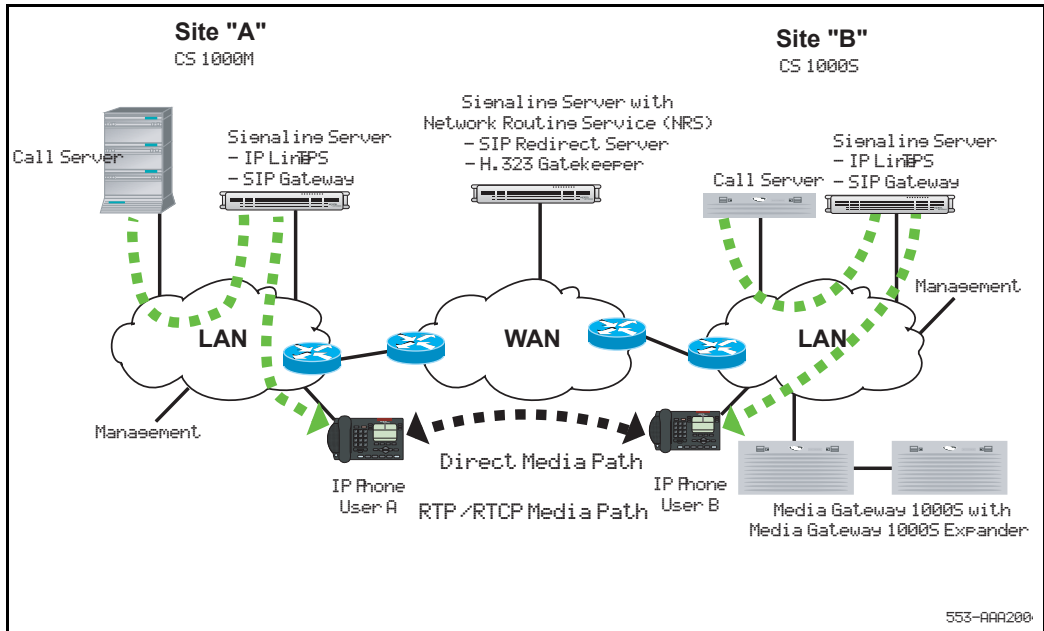 Site "A"
CS 1000M
Site "B"
CS 1000S
Signaling Server with
Network Routing Service (NRS)
- SIP Redirect Server
- H.323 Gatekeeper
Call Server
Signaling Server
- IP Line TPS
- SIP Gateway
Call Server
Signaling Server
- IP Line TPS
- SIP Gateway
Management
LAN
WAN
LAN
Management
Direct Media Path
IP Phone
User A
RTP/RTCP Media Path
IP Phone
User B
Media Gateway 1000S with
Media Gateway 1000S Expander
553-AAA200